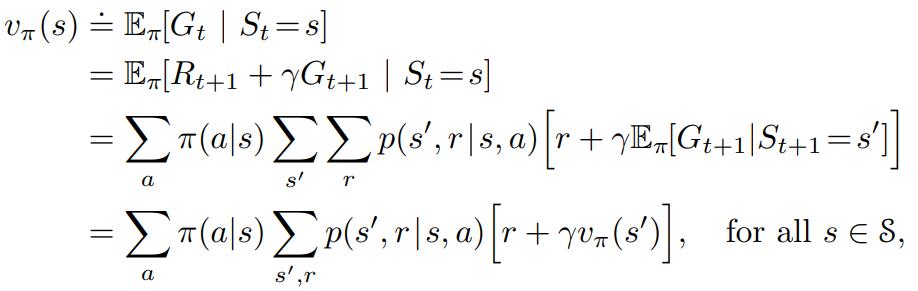 v_π(s) ≐ 𝔼_π[G_t | S_t=s]
= 𝔼_π[R_{t+1} + γG_{t+1} | S_t=s]
= ∑_a π(a|s) ∑_{s'} ∑_r p(s', r|s, a)[r + γ𝔼_π[G_{t+1}|S_{t+1}=s']]
= ∑_a π(a|s) ∑_{s',r} p(s', r|s, a)[r + γv_π(s')], for all s ∈ 𝒮,